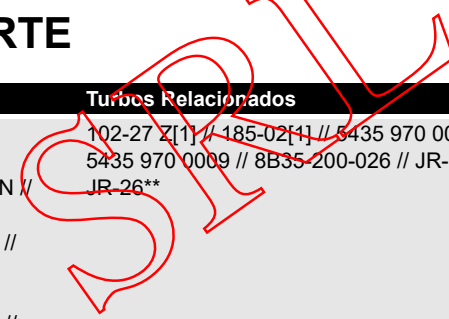 RTE
Turbos Relacionados
102-27 Z[1] // 185-02[1] // 5435 970 00
5435 970 0009 // 8B35-200-026 // JR-
N // JR-26**
//
//
SPL